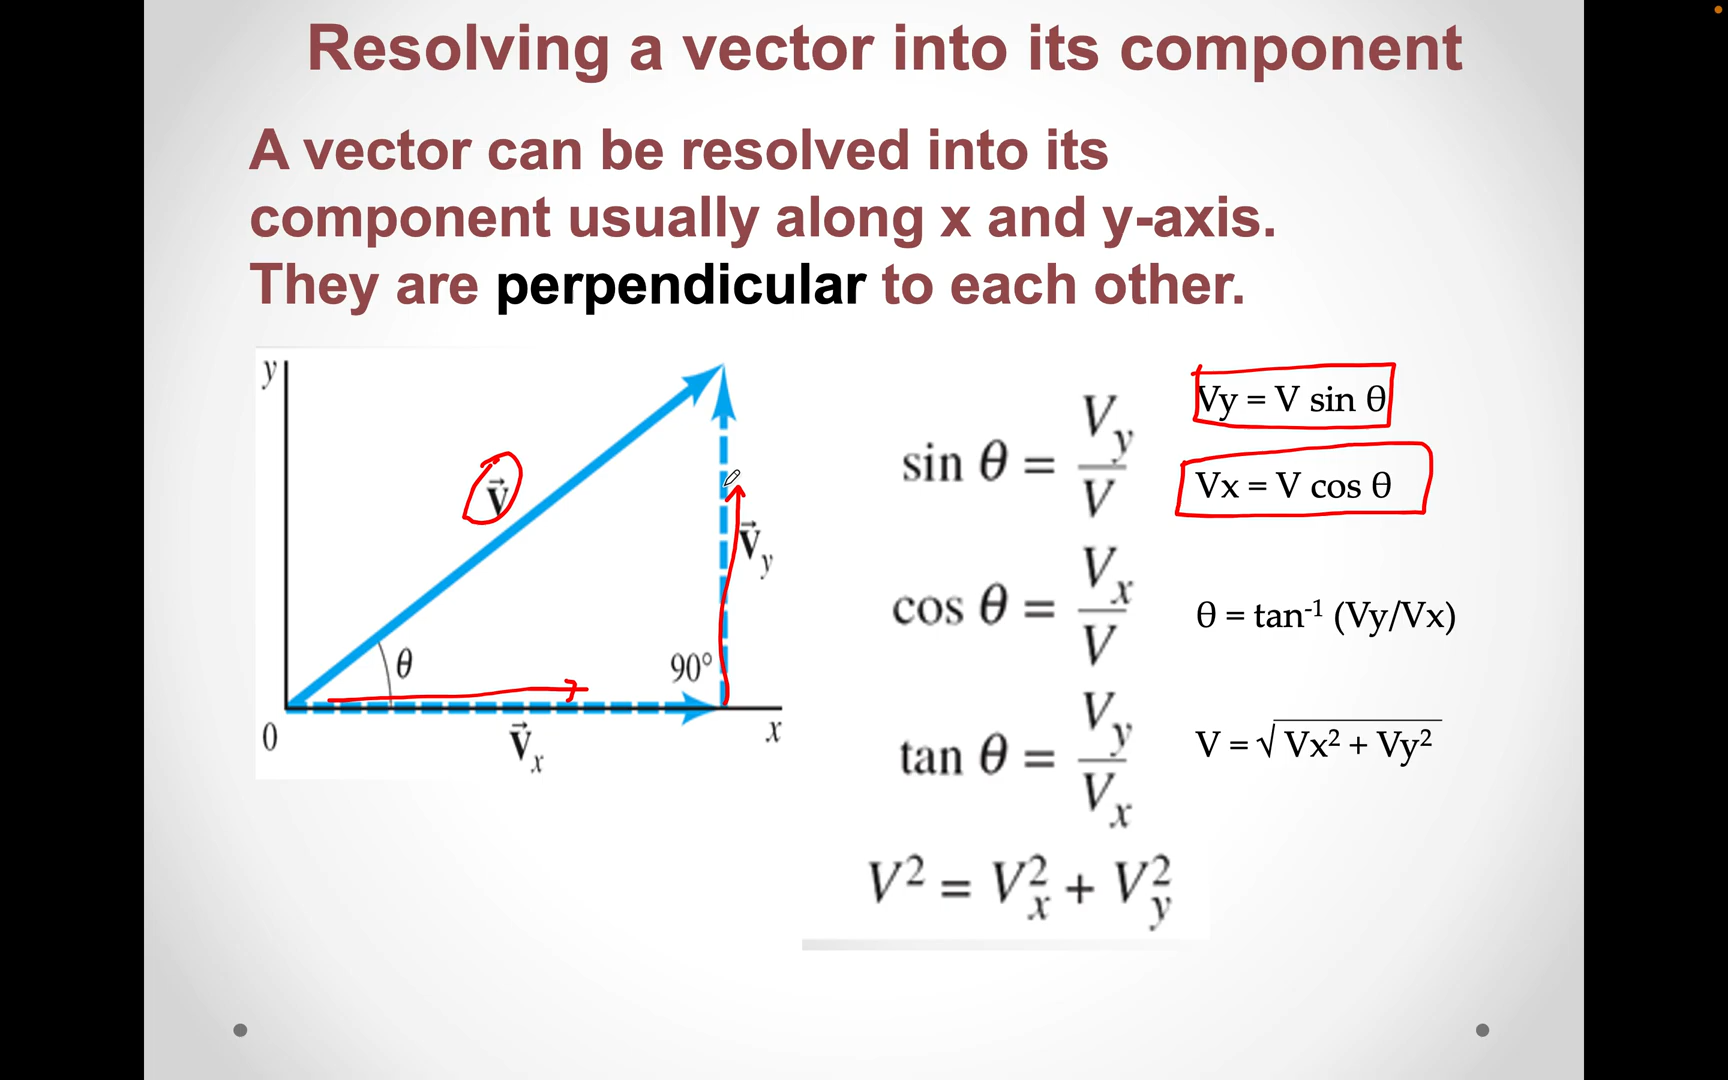 Resolving a vector into its component
A vector can be resolved into its
component usually along x and y-axis.
They are perpendicular to each other.
y
V⃗
V⃗y
θ
90°
0
V⃗x
x
sin θ = Vy/V
cos θ = Vx/V
tan θ = Vy/Vx
V² = Vx² + Vy²
Vy = V sin θ
Vx = V cos θ
θ = tan⁻¹ (Vy/Vx)
V = √ Vx² + Vy²